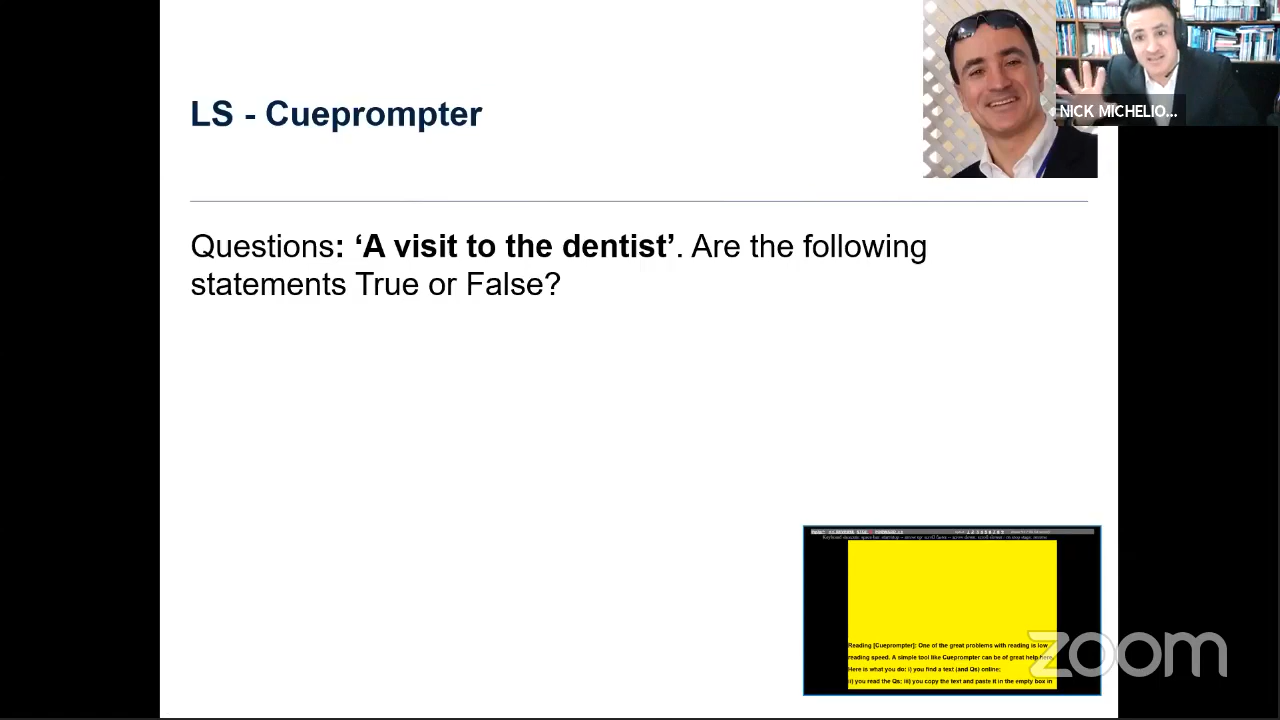 LS - Cueprompter
NICK MICHELIO...
Questions: ‘A visit to the dentist’. Are the following
statements True or False?
Reading [Cueprompter]: One of the great problems with reading is low
reading speed. A simple tool like Cueprompter can be of great help here.
Here is what you do: i) you find a text (and Qs) online;
ii) you read the Qs; iii) you copy the text and paste it in the empty box in
zoom